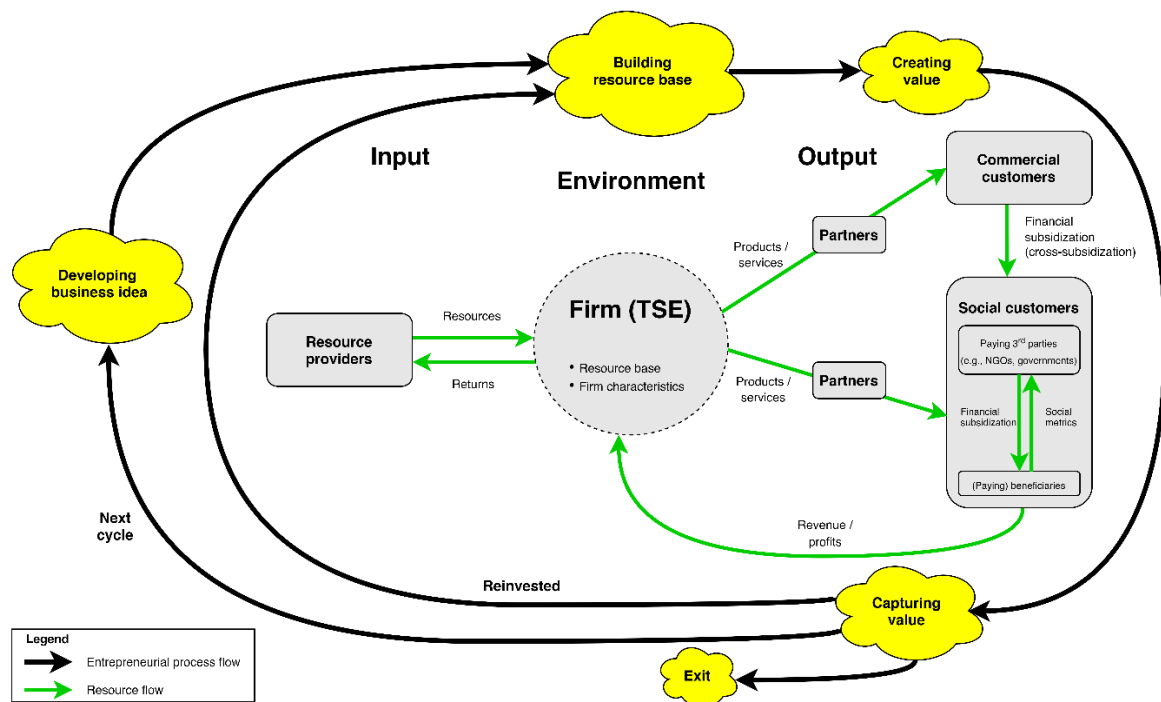 Building
resource base
Creating
value
Input
Output
Environment
Commercial
customers
Partners
Financial
subsidization
(cross-subsidization)
Products /
services
Developing
business idea
Firm (TSE)
Social customers
Resources
Resource
providers
Paying 3rd parties
(e.g., NGOs, governments)
• Resource base
• Firm characteristics
Returns
Products /
services
Partners
Financial
subsidization
Social
metrics
(Paying) beneficiaries
Next
cycle
Revenue /
profits
Reinvested
Capturing
value
Exit
Legend
Entrepreneurial process flow
Resource flow